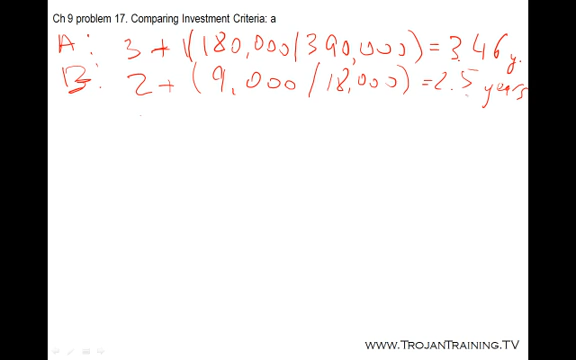 Ch 9 problem 17. Comparing Investment Criteria: a
A: 3 + (180,000/390,000) = 3.46 y.
B: 2 + (9,000/18,000) = 2.5 years
www.TrojanTraining.TV